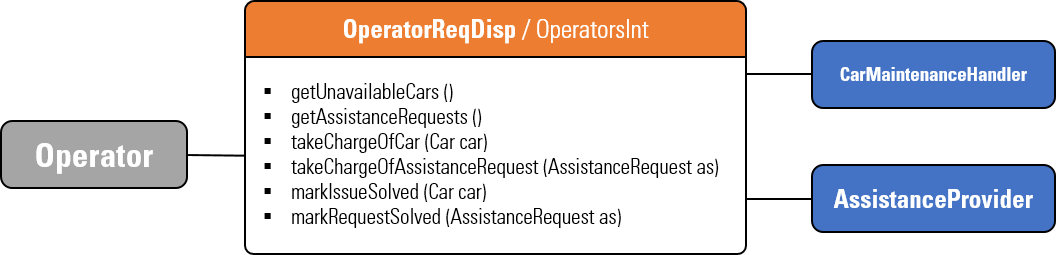 OperatorReqDisp / OperatorsInt
▪ getUnavailableCars ()
▪ getAssistanceRequests ()
▪ takeChargeOfCar (Car car)
▪ takeChargeOfAssistanceRequest (AssistanceRequest as)
▪ markIssueSolved (Car car)
▪ markRequestSolved (AssistanceRequest as)
Operator
CarMaintenanceHandler
AssistanceProvider